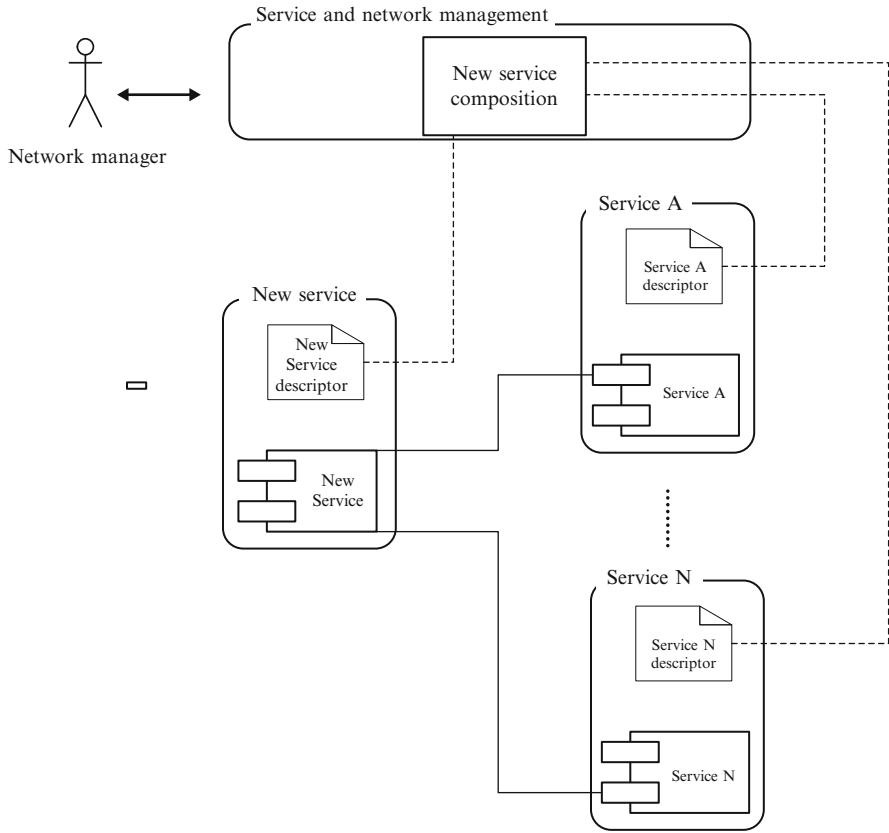 Service and network management
New service
composition
Network manager
Service A
Service A
descriptor
New service
New
Service
descriptor
Service A
New
Service
Service N
Service N
descriptor
Service N